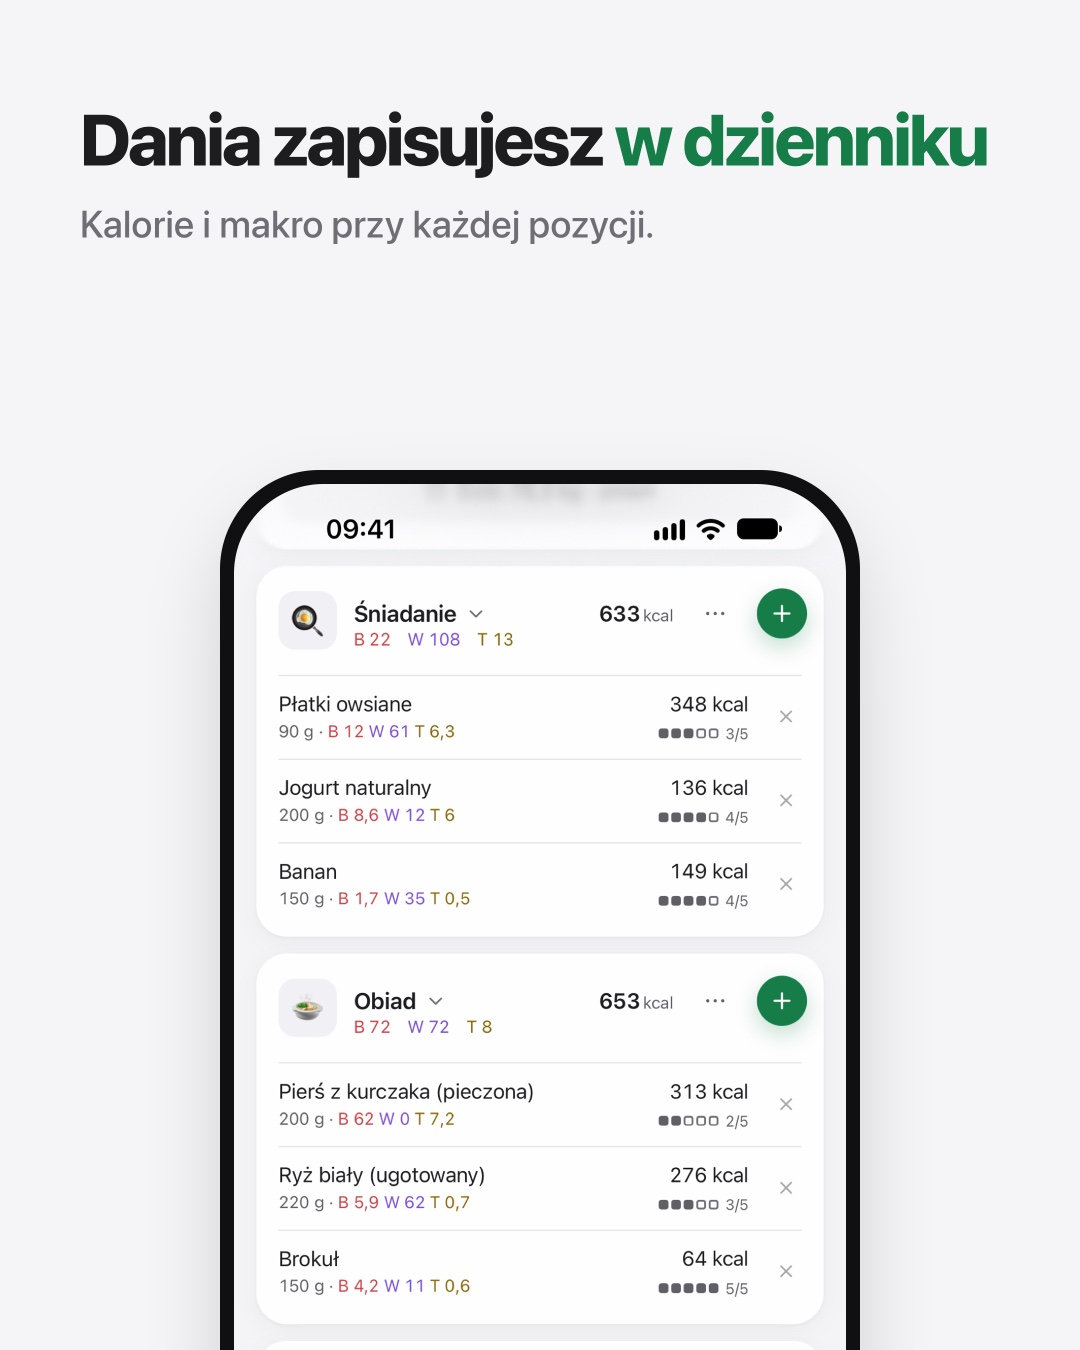 Dania zapisujesz w dzienniku
Kalorie i makro przy każdej pozycji.
09:41
Śniadanie 633 kcal
B 22 W 108 T 13
Płatki owsiane 348 kcal
90 g · B 12 W 61 T 6,3 3/5
Jogurt naturalny 136 kcal
200 g · B 8,6 W 12 T 6 4/5
Banan 149 kcal
150 g · B 1,7 W 35 T 0,5 4/5
Obiad 653 kcal
B 72 W 72 T 8
Pierś z kurczaka (pieczona) 313 kcal
200 g · B 62 W 0 T 7,2 2/5
Ryż biały (ugotowany) 276 kcal
220 g · B 5,9 W 62 T 0,7 3/5
Brokuł 64 kcal
150 g · B 4,2 W 11 T 0,6 5/5